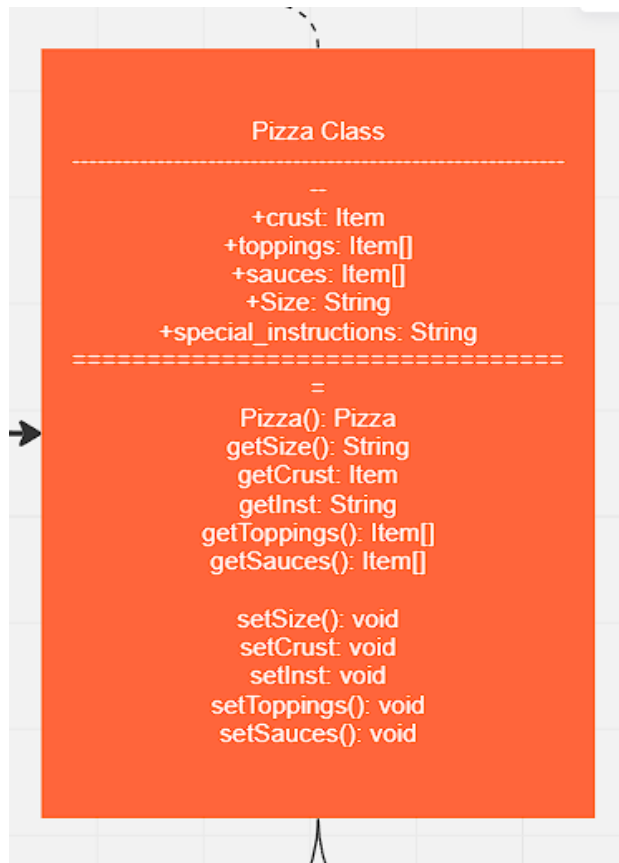 Pizza Class
----------------------------------------------------------
--
+crust: Item
+toppings: Item[]
+sauces: Item[]
+Size: String
+special_instructions: String
==================================
=
Pizza(): Pizza
getSize(): String
getCrust: Item
getInst: String
getToppings(): Item[]
getSauces(): Item[]
setSize(): void
setCrust: void
setInst: void
setToppings(): void
setSauces(): void